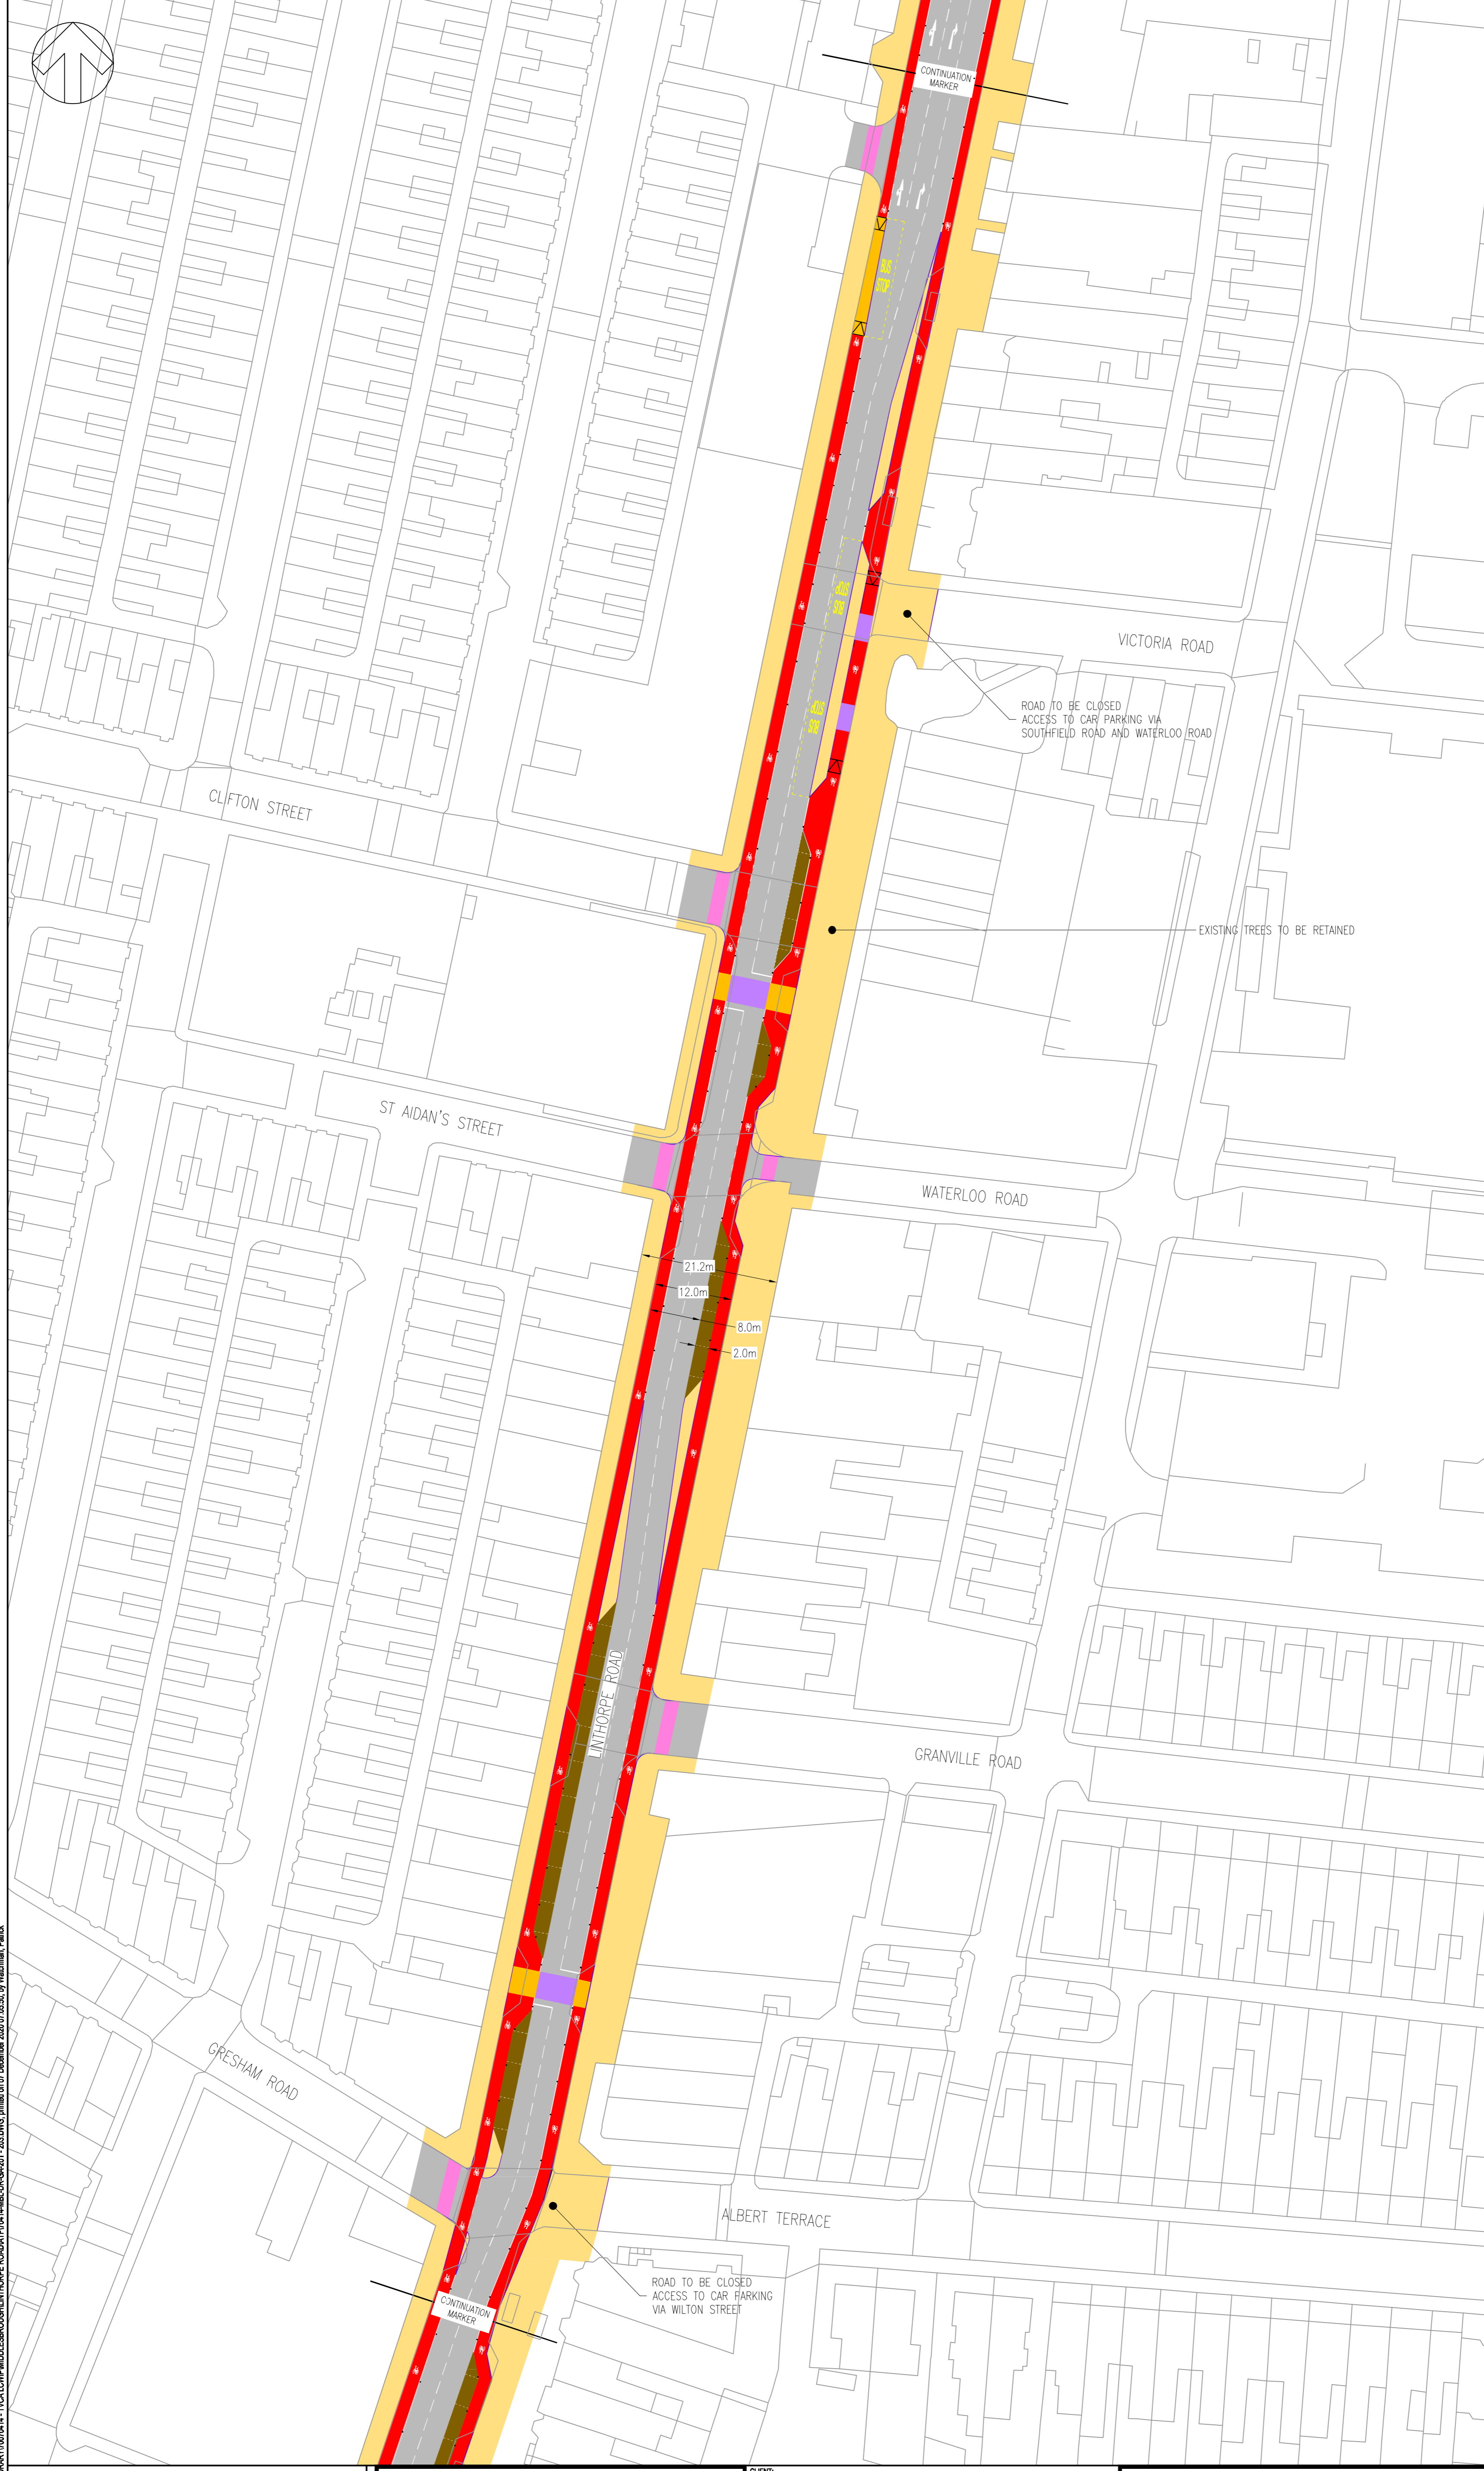 CONTINUATION
MARKER
BUS
STOP
BUS
STOP
VICTORIA ROAD
BUS
STOP
ROAD TO BE CLOSED
ACCESS TO CAR PARKING VIA
SOUTHFIELD ROAD AND WATERLOO ROAD
CLIFTON STREET
EXISTING TREES TO BE RETAINED
ST AIDAN'S STREET
WATERLOO ROAD
21.2m
12.0m
8.0m
2.0m
LINTHORPE ROAD
GRANVILLE ROAD
GRESHAM ROAD
ALBERT TERRACE
ROAD TO BE CLOSED
ACCESS TO CAR PARKING
VIA WILTON STREET
CONTINUATION
MARKER
CLIENT: